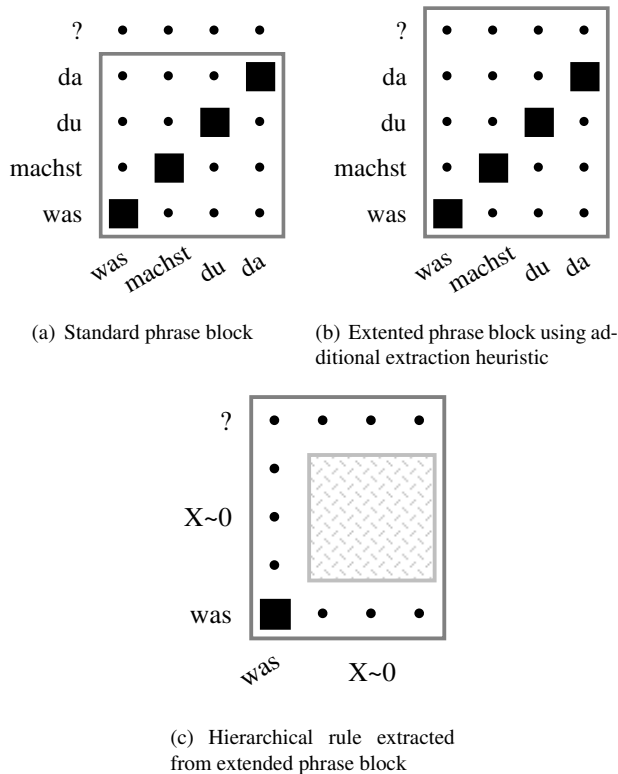 ?
da
du
machst
was
was machst du da
(a) Standard phrase block
?
da
du
machst
was
was machst du da
(b) Extented phrase block using ad-
ditional extraction heuristic
?
X~0
was
was X~0
(c) Hierarchical rule extracted
from extended phrase block